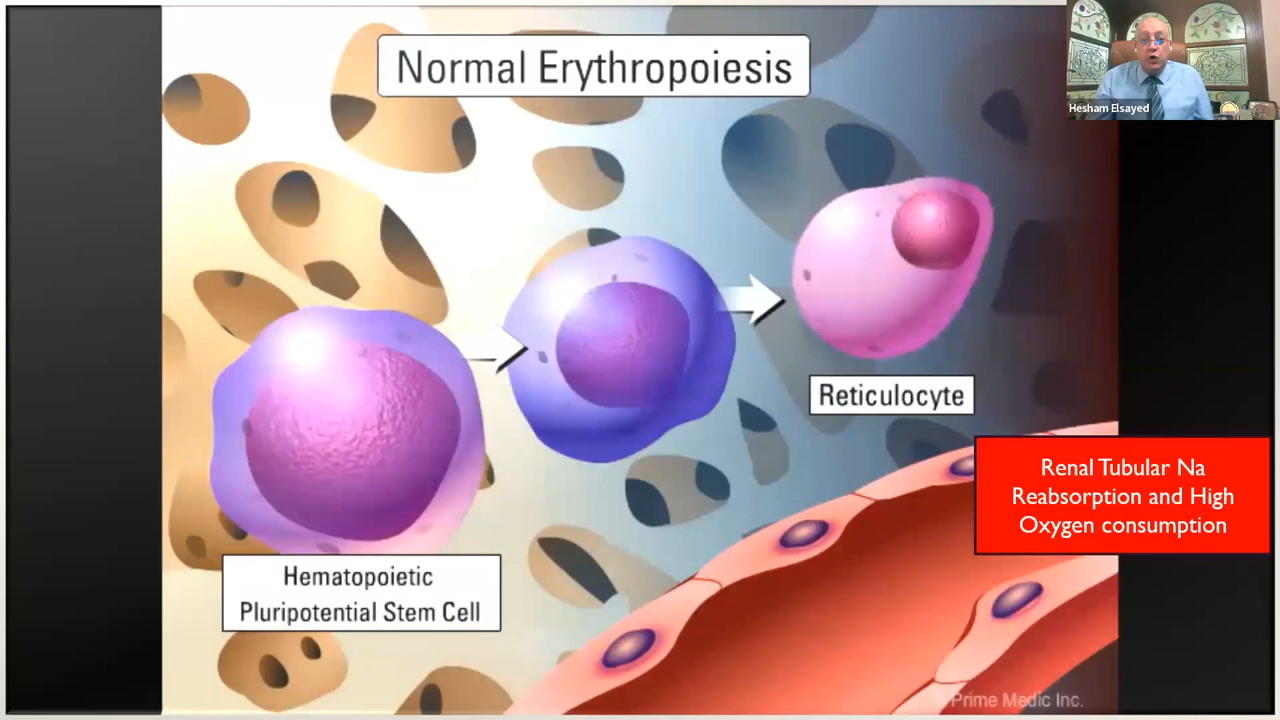 Normal Erythropoiesis
Hesham Elsayed
Reticulocyte
Renal Tubular Na
Reabsorption and High
Oxygen consumption
Hematopoietic
Pluripotential Stem Cell
Prime Medic Inc.